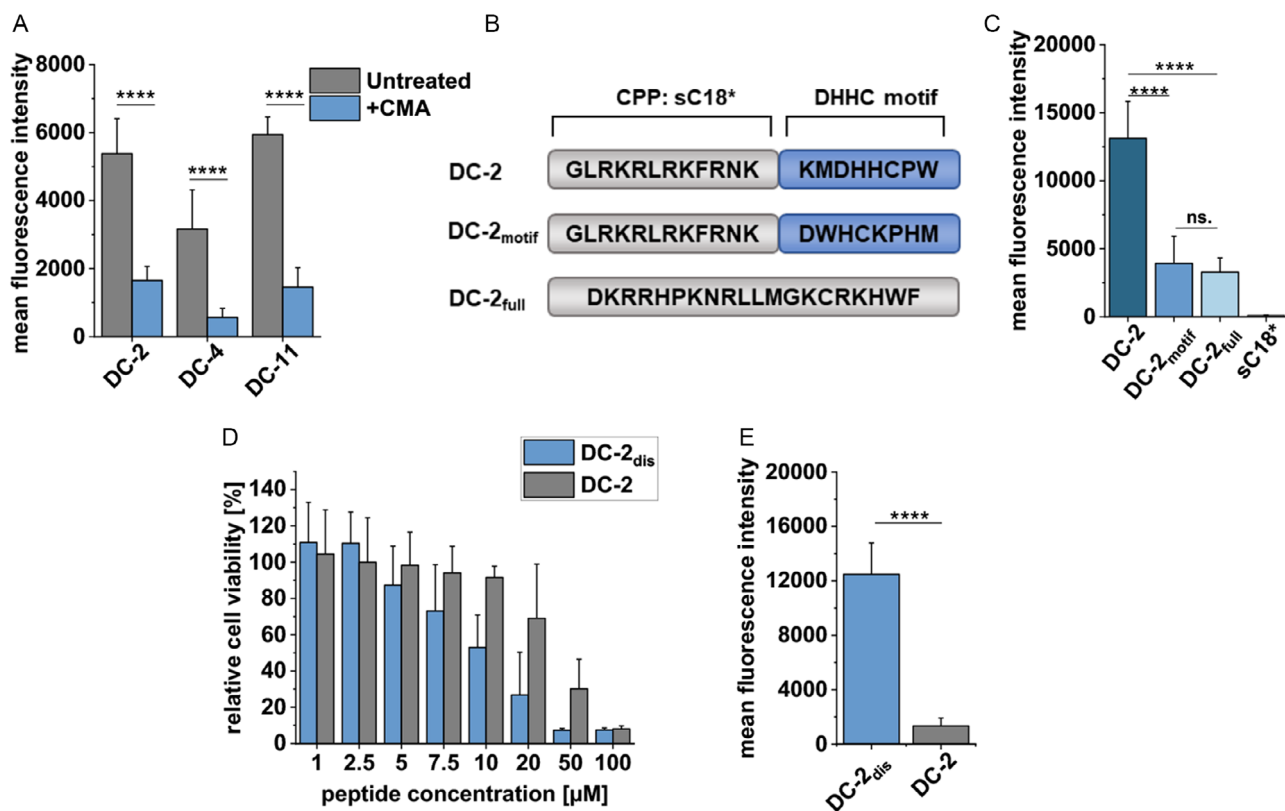 A
mean fluorescence intensity
8000
6000
4000
2000
0
****
****
****
Untreated
+CMA
DC-2
DC-4
DC-11
B
CPP: sC18*
DHHC motif
DC-2
GLRKRLRKFRNK
KMDHHCPW
DC-2motif
GLRKRLRKFRNK
DWHCKPHM
DC-2full
DKRRHPKNRLLMGKCRKHWF
C
mean fluorescence intensity
20000
15000
10000
5000
0
****
****
ns.
DC-2
DC-2motif
DC-2full
sC18*
D
relative cell viability [%]
140
120
100
80
60
40
20
0
DC-2dis
DC-2
1 2.5 5 7.5 10 20 50 100
peptide concentration [µM]
E
mean fluorescence intensity
20000
16000
12000
8000
4000
0
****
DC-2dis
DC-2